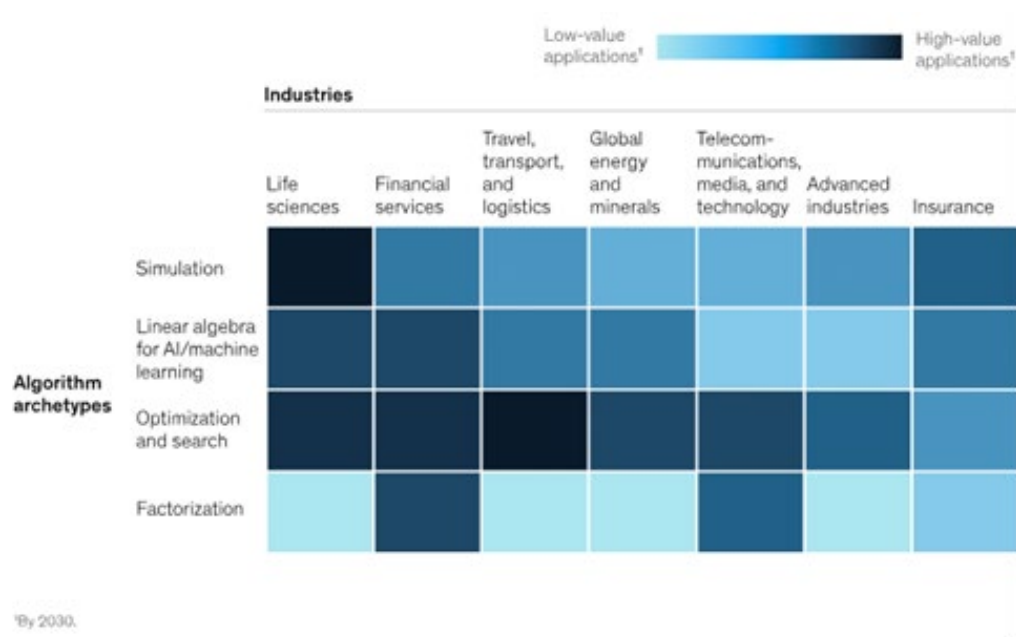 Low-value
applications¹
High-value
applications¹
Industries
Life
sciences
Financial
services
Travel,
transport,
and
logistics
Global
energy
and
minerals
Telecom-
munications,
media, and
technology
Advanced
industries
Insurance
Algorithm
archetypes
Simulation
Linear algebra
for AI/machine
learning
Optimization
and search
Factorization
¹By 2030.